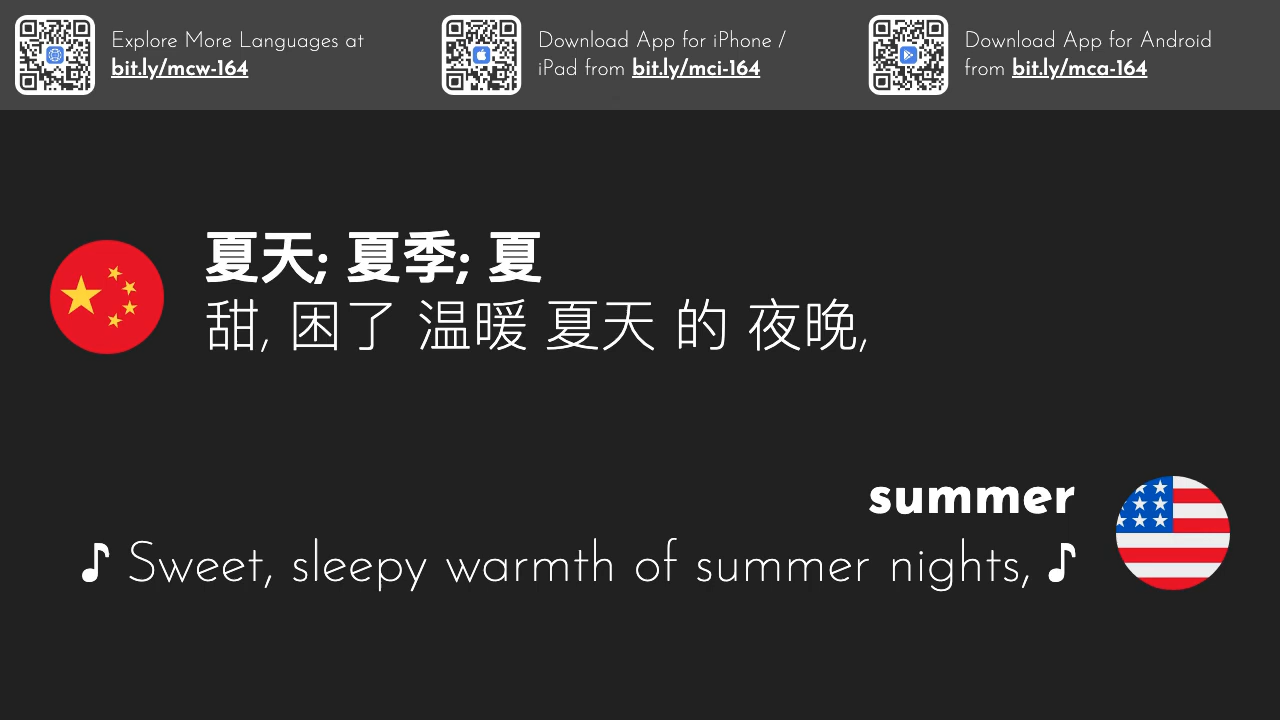 Explore More Languages at
bit.ly/mcw-164
Download App for iPhone /
iPad from bit.ly/mci-164
Download App for Android
from bit.ly/mca-164
夏天; 夏季; 夏
甜, 困了 温暖 夏天 的 夜晚,
summer
♪ Sweet, sleepy warmth of summer nights, ♪